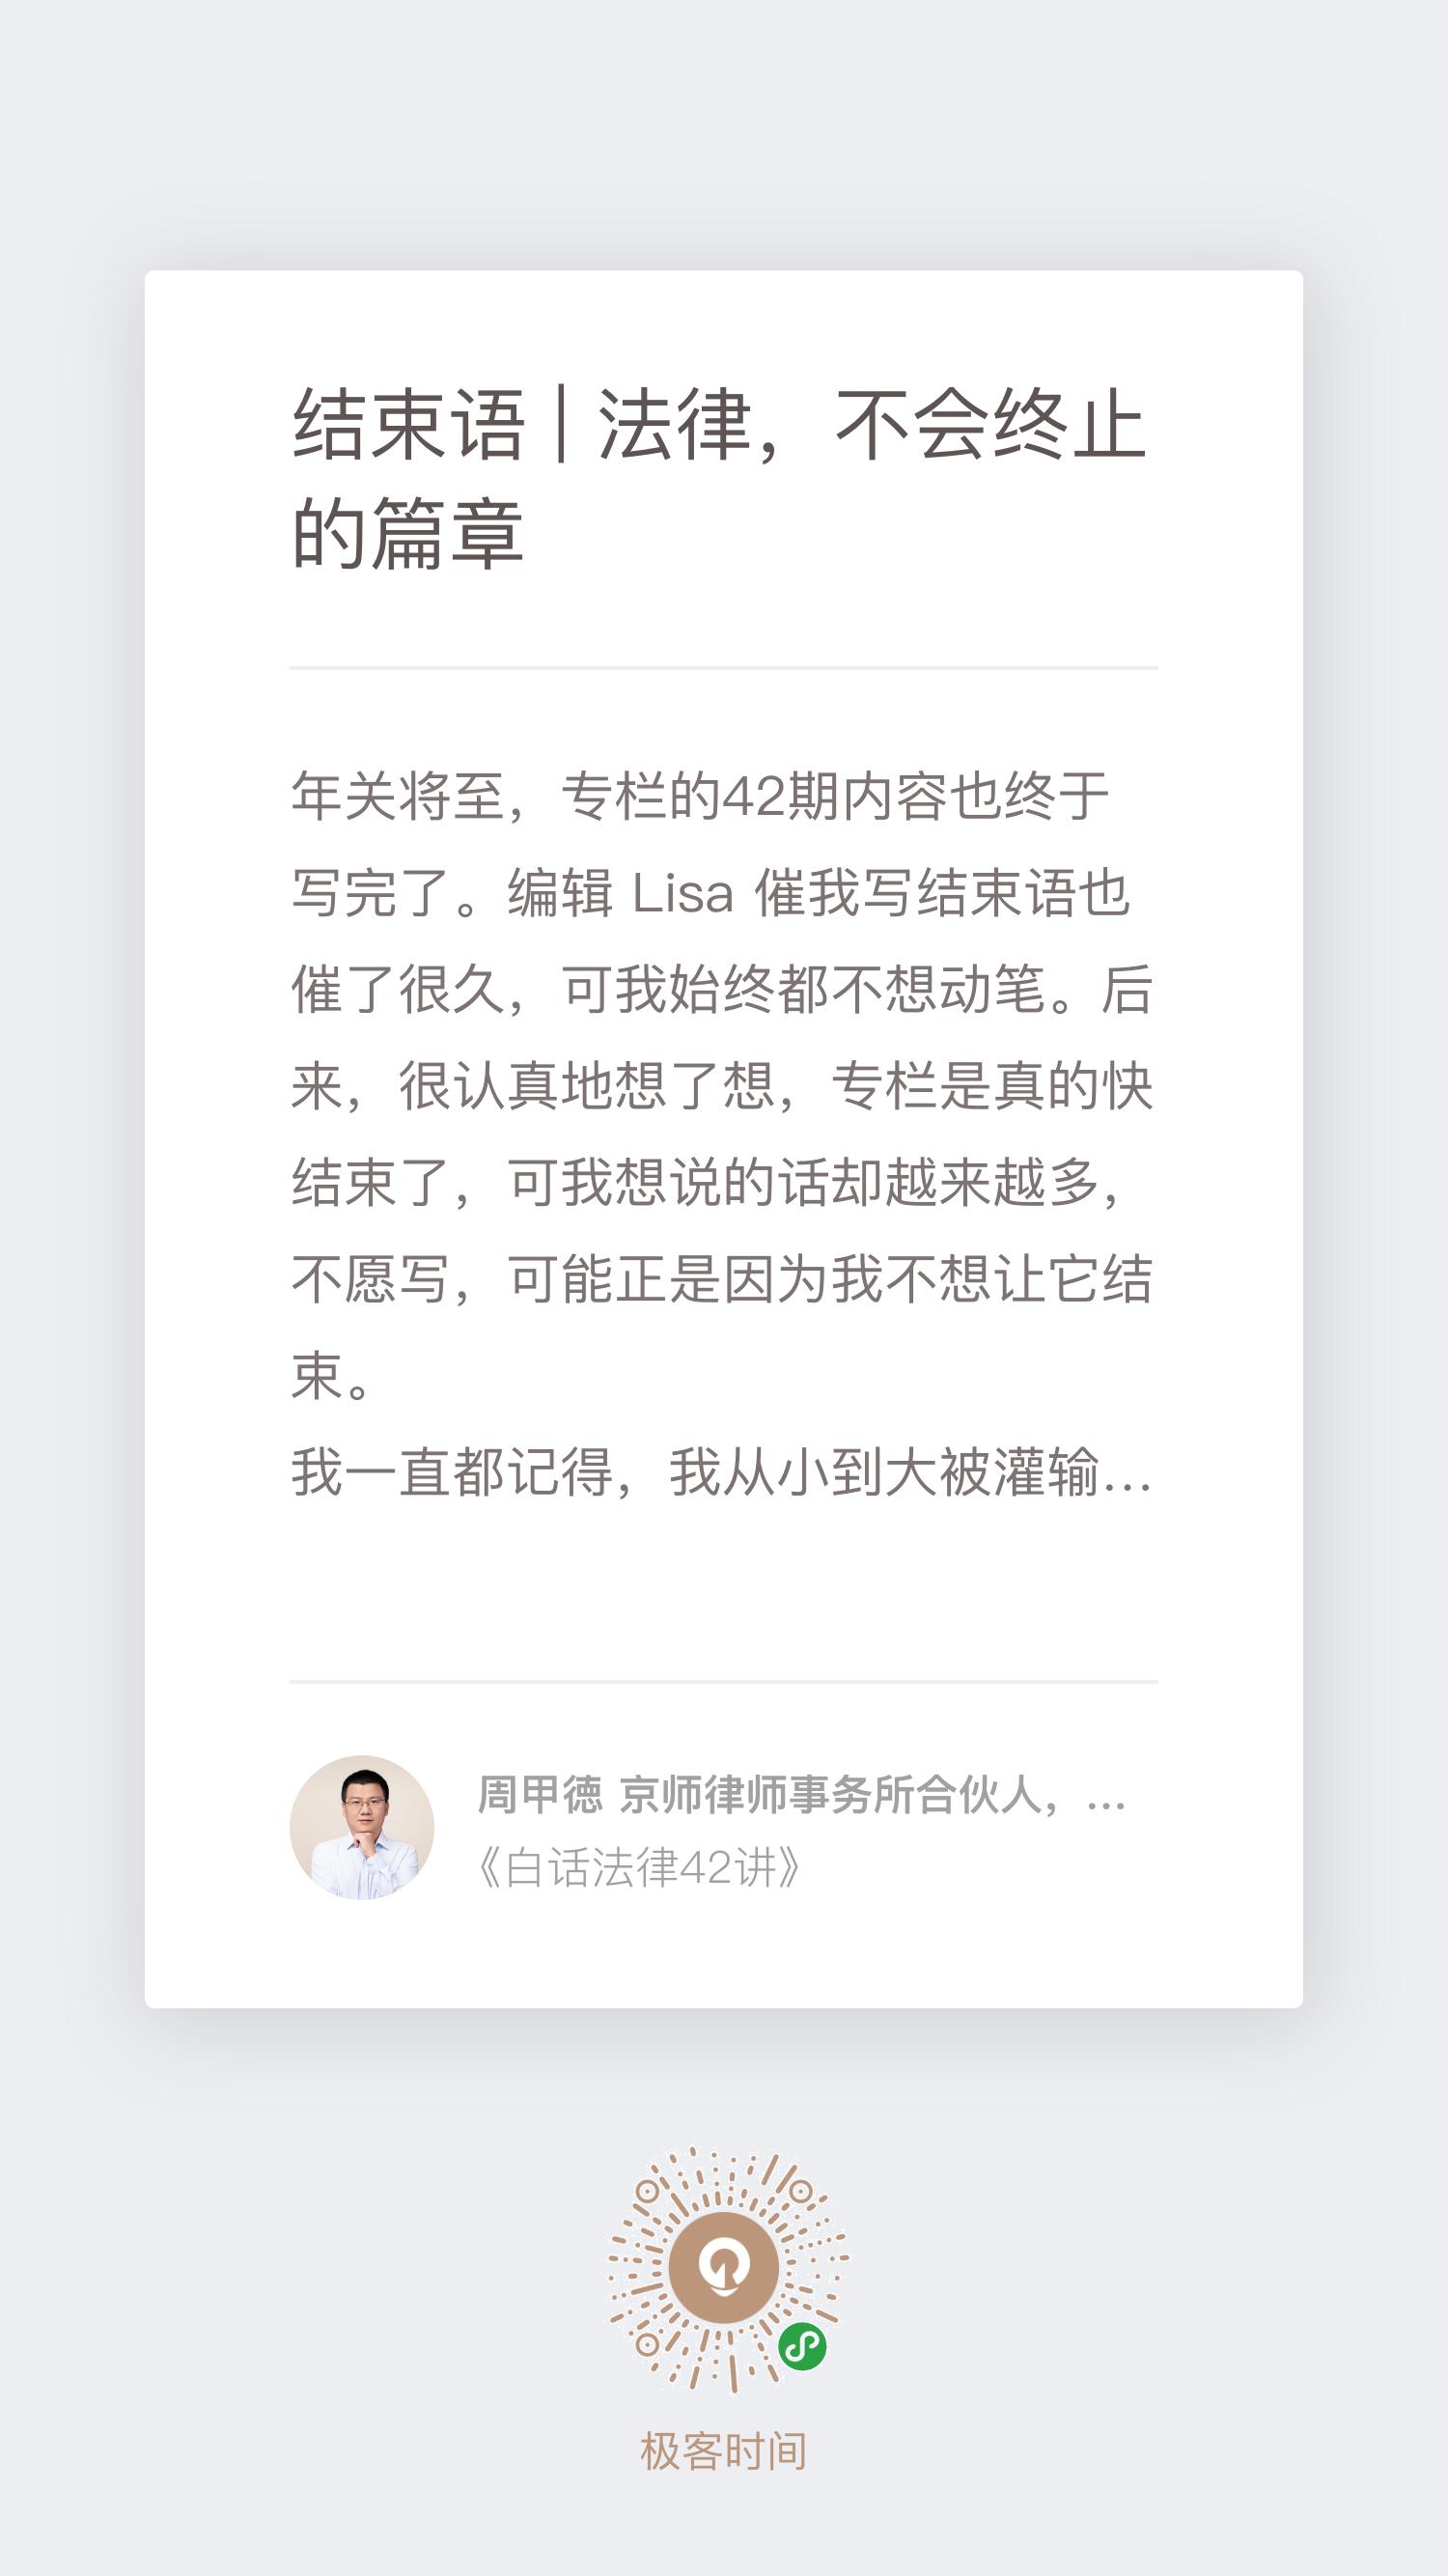 结束语 | 法律，不会终止
的篇章
年关将至，专栏的42期内容也终于
写完了。编辑 Lisa 催我写结束语也
催了很久，可我始终都不想动笔。后
来，很认真地想了想，专栏是真的快
结束了，可我想说的话却越来越多，
不愿写，可能正是因为我不想让它结
束。
我一直都记得，我从小到大被灌输...
周甲徳 京师律师事务所合伙人，...
《白话法律42讲》
极客时间